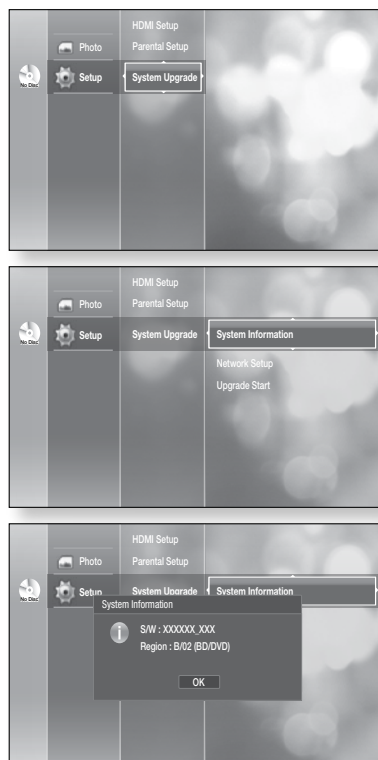 HDMI Setup
Photo
Parental Setup
No Disc
Setup
System Upgrade
HDMI Setup
Photo
Parental Setup
No Disc
Setup
System Upgrade
System Information
Network Setup
Upgrade Start
HDMI Setup
Photo
Parental Setup
No Disc
Setup
System Upgrade
System Information
System Information
S/W : XXXXXX_XXX
Region : B/02 (BD/DVD)
OK